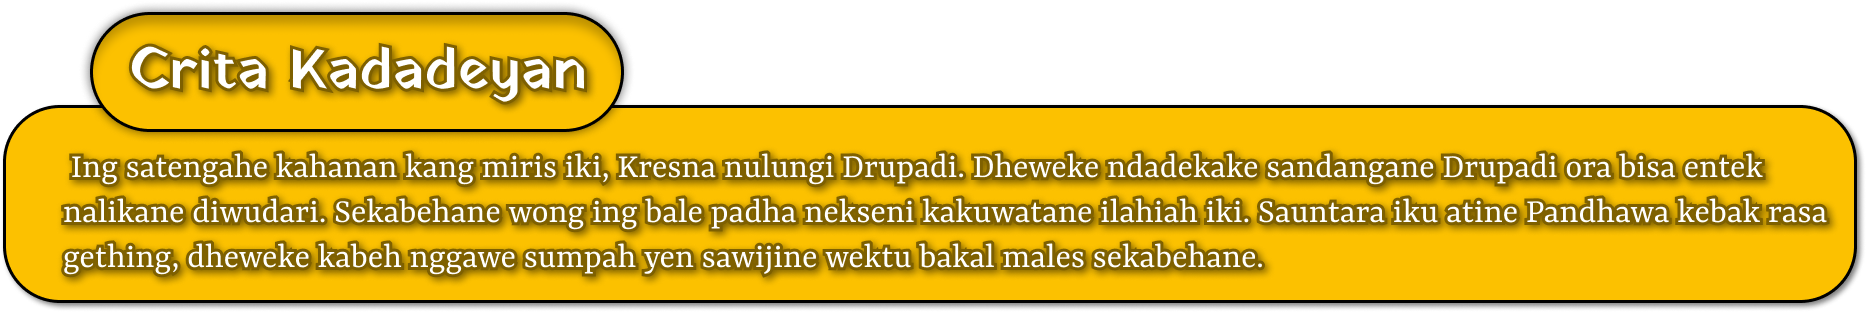 Crita Kadadeyan
Ing satengahe kahanan kang miris iki, Kresna nulungi Drupadi. Dheweke ndadekake sandangane Drupadi ora bisa entek
nalikane diwudari. Sekabehane wong ing bale padha nekseni kakuwatane ilahiah iki. Sauntara iku atine Pandhawa kebak rasa
gething, dheweke kabeh nggawe sumpah yen sawijine wektu bakal males sekabehane.